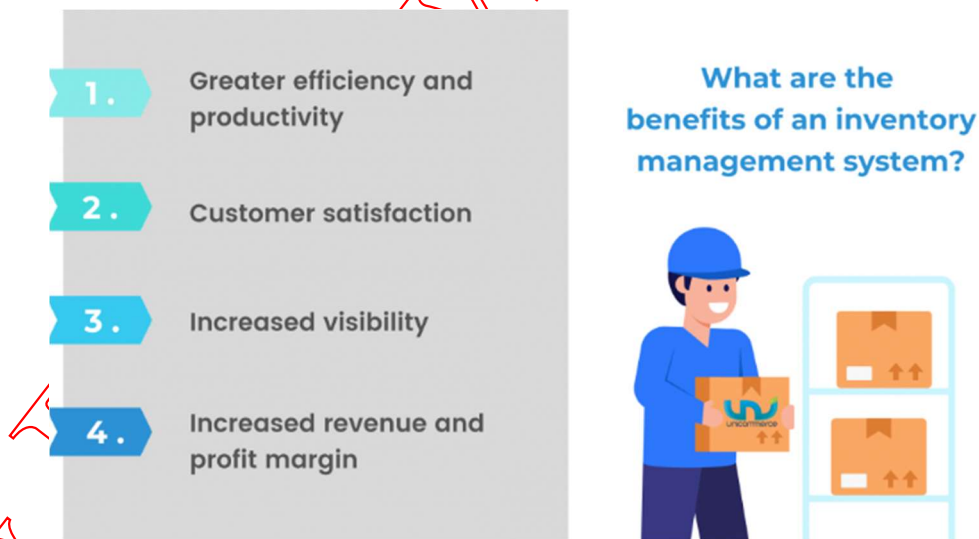 What are the
benefits of an inventory
management system?
1.
Greater efficiency and
productivity
2.
Customer satisfaction
3.
Increased visibility
4.
Increased revenue and
profit margin
unicommerce